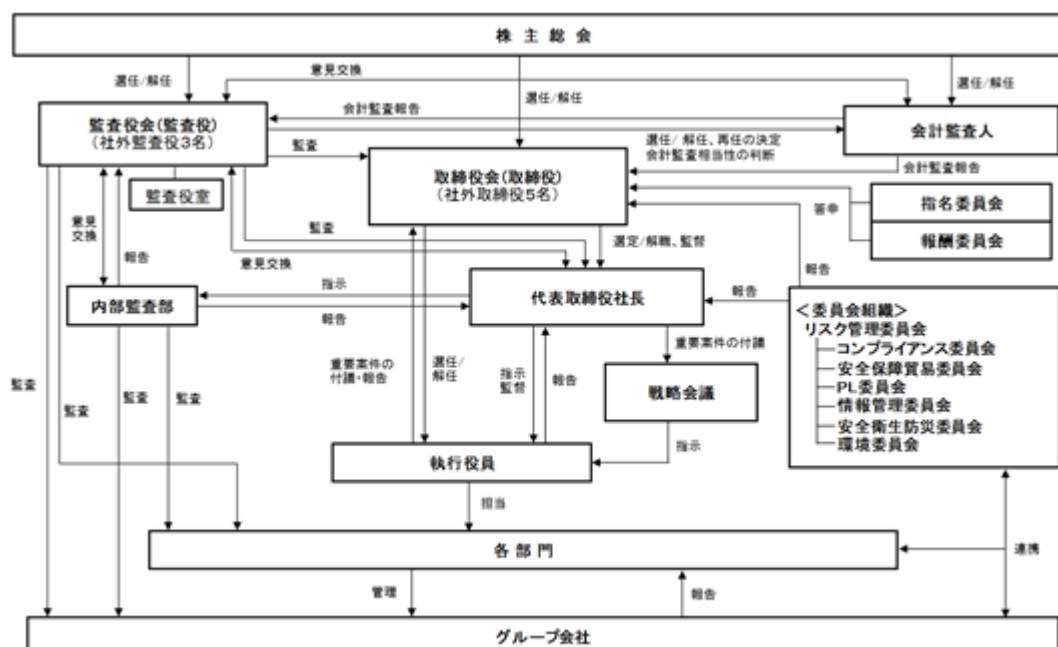 株主総会
選任/解任
意見交換
選任/解任
選任/解任
会計監査報告
監査役会(監査役)
(社外監査役3名)
会計監査人
監査
選任/ 解任、再任の決定
会計監査相当性の判断
会計監査報告
取締役会(取締役)
(社外取締役5名)
監査役室
答申
指名委員会
報酬委員会
意見
交換
監査
選定/解職、監督
報告
意見交換
報告
指示
代表取締役社長
報告
内部監査部
報告
<委員会組織>
リスク管理委員会
コンプライアンス委員会
安全保障貿易委員会
PL委員会
情報管理委員会
安全衛生防災委員会
環境委員会
重要案件の付議
重要案件の
付議・報告
選任/
解任
指示
監督
報告
戦略会議
監査
監査
監査
監査
指示
執行役員
担当
各部門
連携
管理
報告
グループ会社